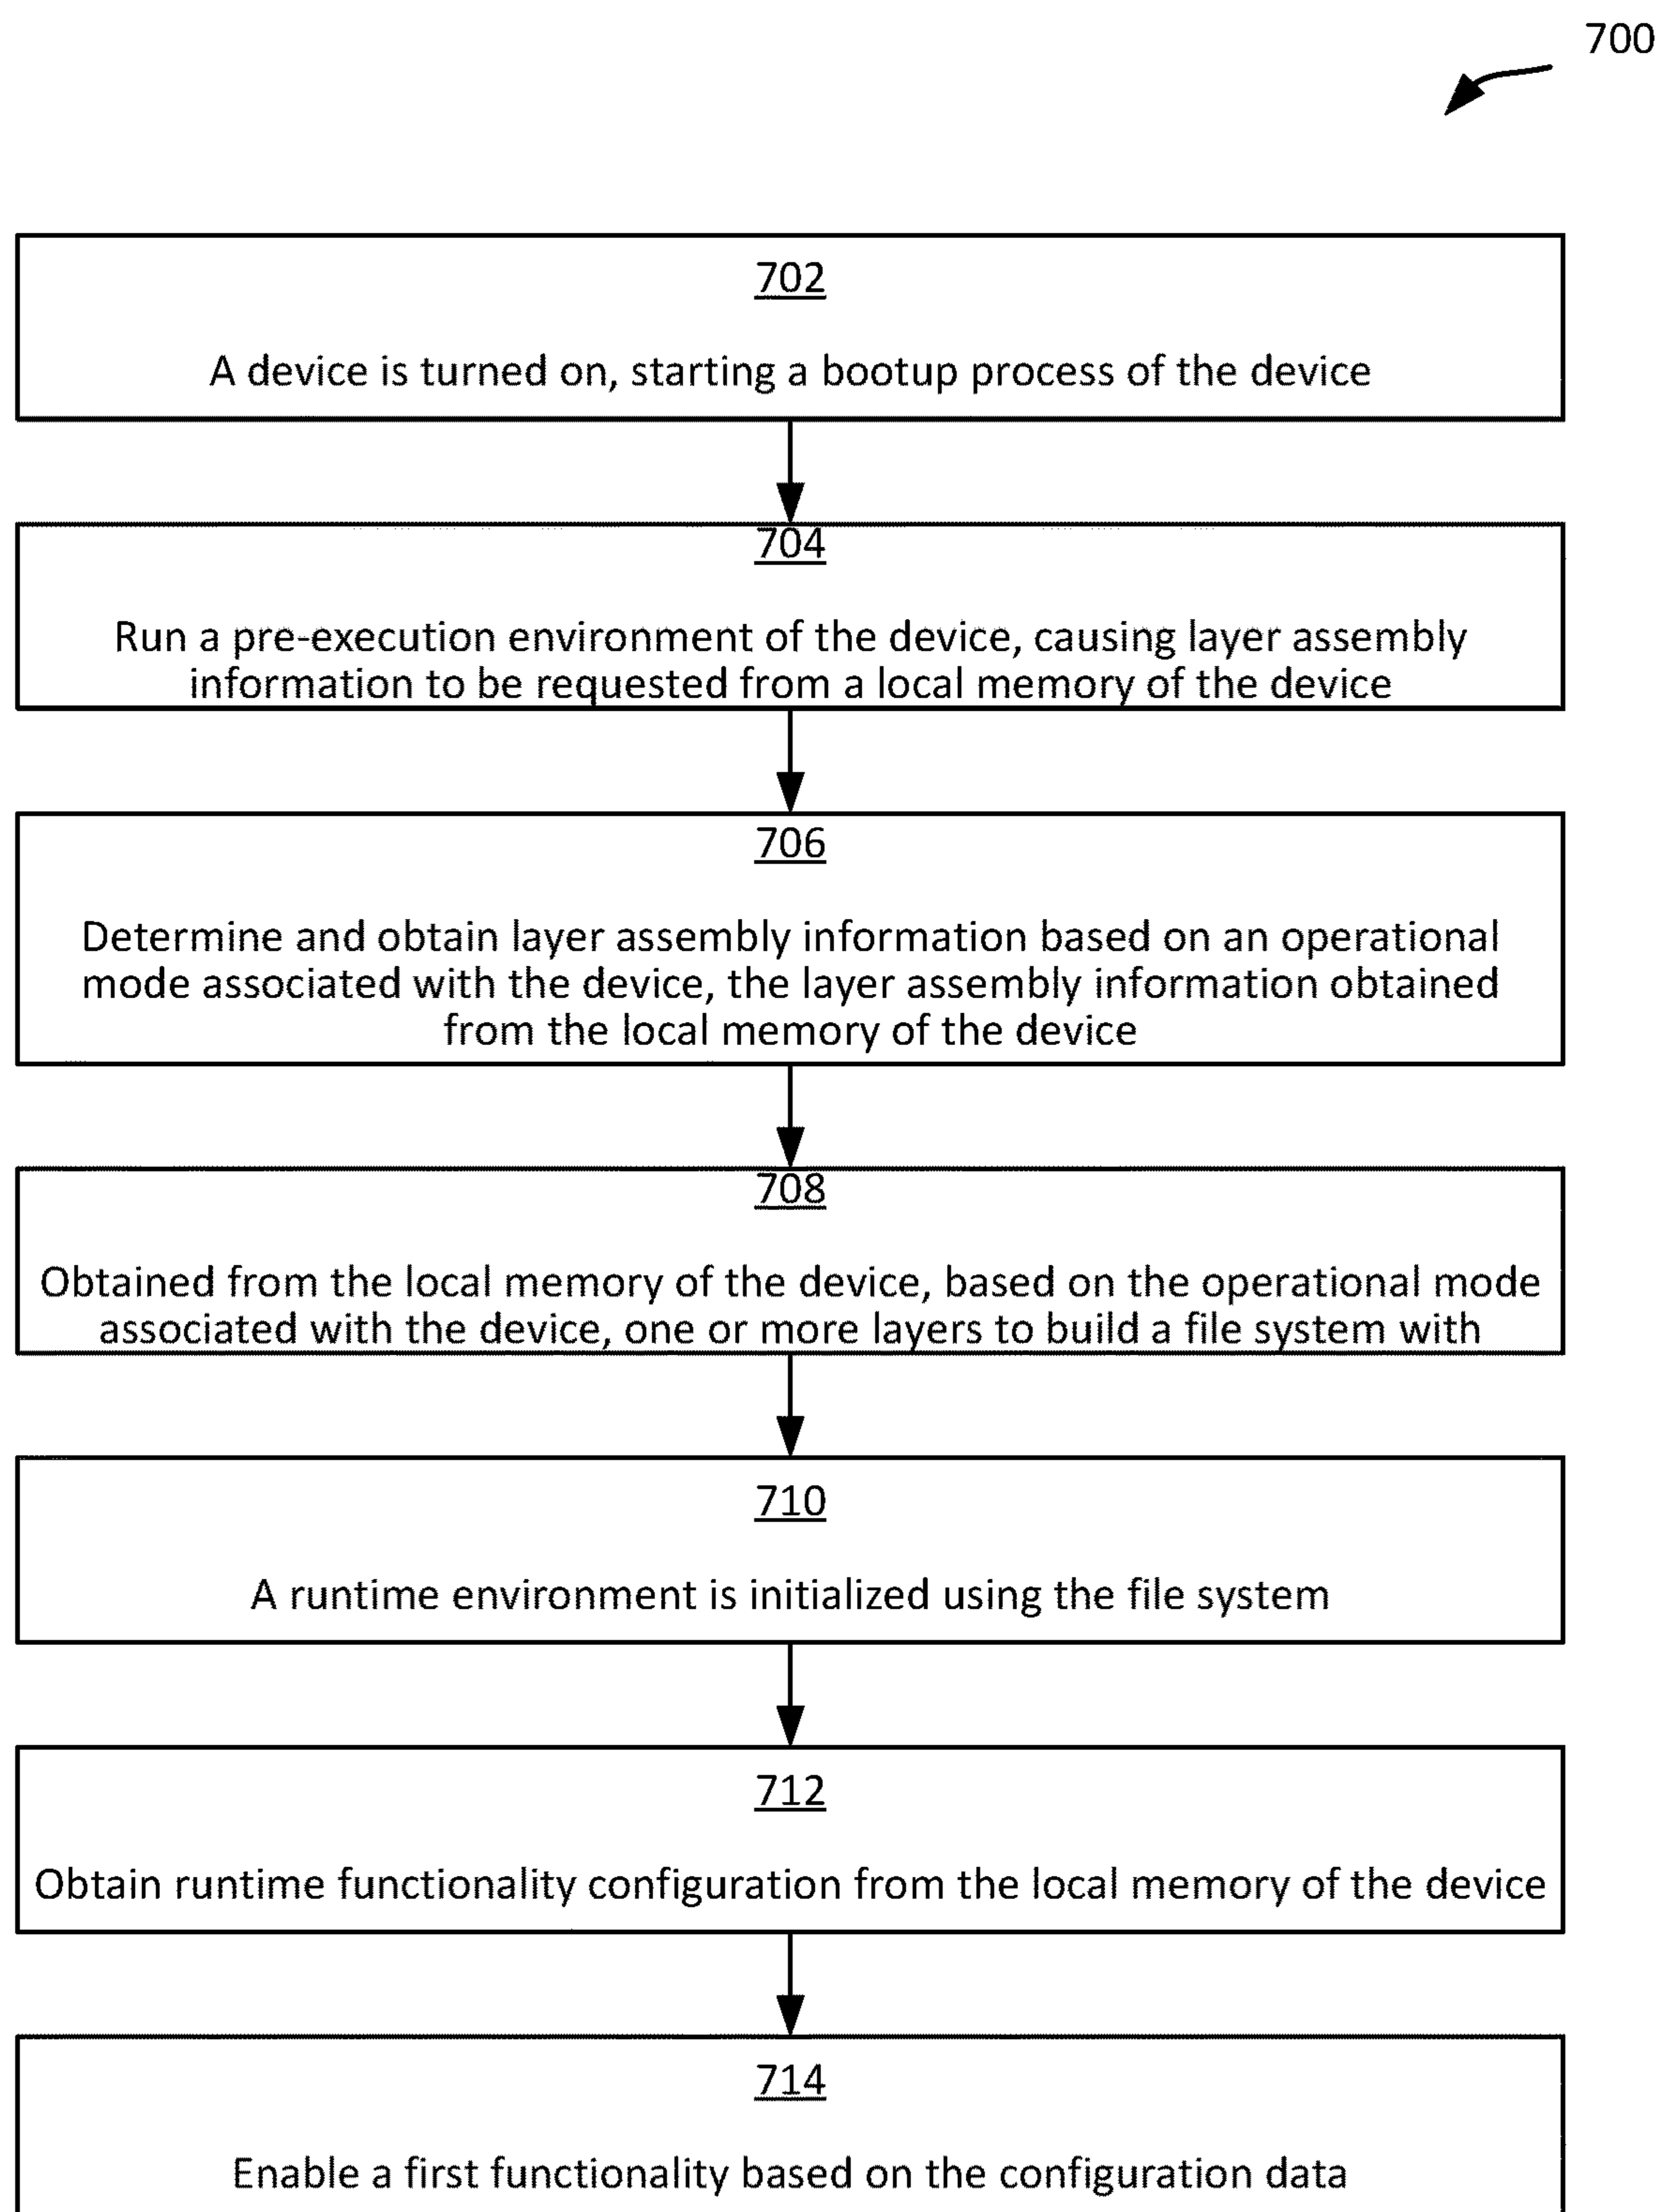 700
702
A device is turned on, starting a bootup process of the device
704
Run a pre-execution environment of the device, causing layer assembly
information to be requested from a local memory of the device
706
Determine and obtain layer assembly information based on an operational
mode associated with the device, the layer assembly information obtained
from the local memory of the device
708
Obtained from the local memory of the device, based on the operational mode
associated with the device, one or more layers to build a file system with
710
A runtime environment is initialized using the file system
712
Obtain runtime functionality configuration from the local memory of the device
714
Enable a first functionality based on the configuration data